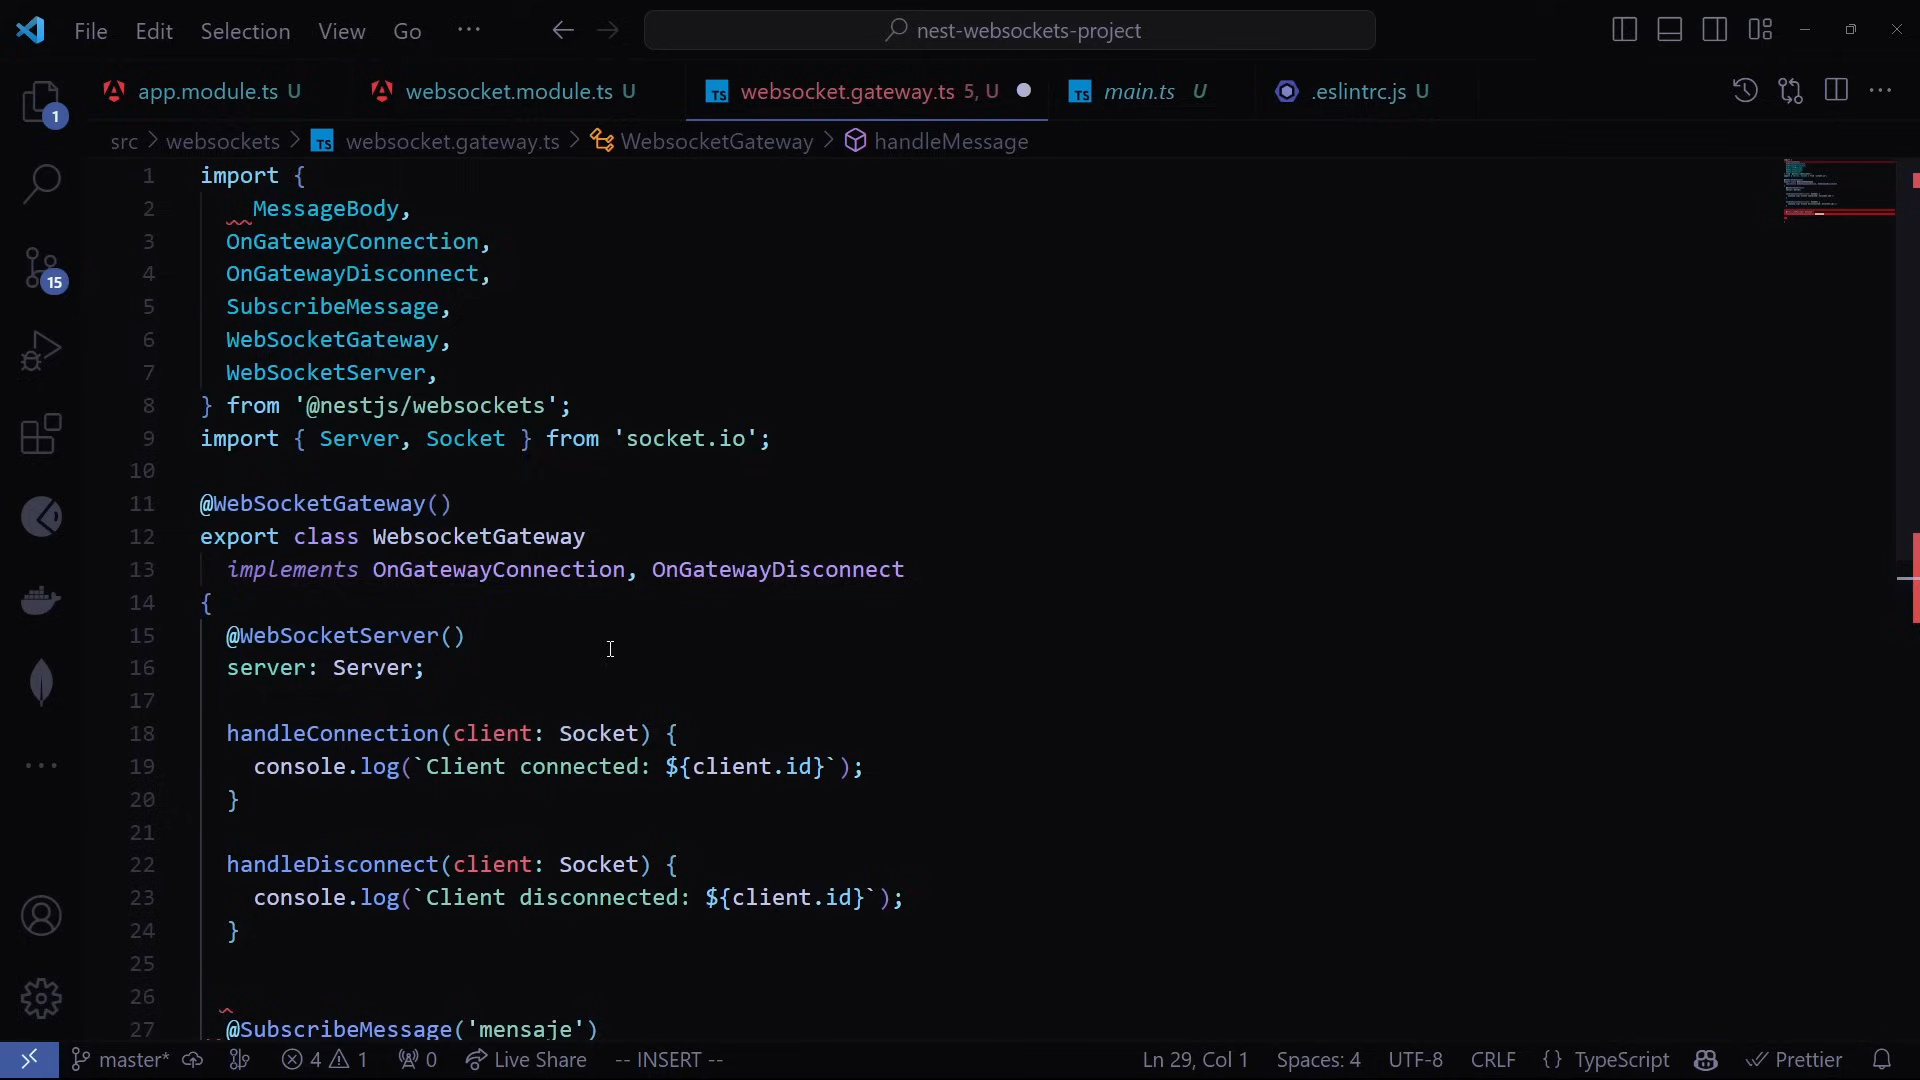 File Edit Selection View Go ··· nest-websockets-project
app.module.ts U websocket.module.ts U TS websocket.gateway.ts 5, U TS main.ts U .eslintrc.js U
src > websockets > TS websocket.gateway.ts > WebsocketGateway > handleMessage
1 import {
2 MessageBody,
3 OnGatewayConnection,
4 OnGatewayDisconnect,
5 SubscribeMessage,
6 WebSocketGateway,
7 WebSocketServer,
8 } from '@nestjs/websockets';
9 import { Server, Socket } from 'socket.io';
10
11 @WebSocketGateway()
12 export class WebsocketGateway
13 implements OnGatewayConnection, OnGatewayDisconnect
14 {
15 @WebSocketServer()
16 server: Server;
17
18 handleConnection(client: Socket) {
19 console.log(`Client connected: ${client.id}`);
20 }
21
22 handleDisconnect(client: Socket) {
23 console.log(`Client disconnected: ${client.id}`);
24 }
25
26
27 @SubscribeMessage('mensaje')
1
15
master* 4 1 0 Live Share -- INSERT -- Ln 29, Col 1 Spaces: 4 UTF-8 CRLF {} TypeScript Prettier